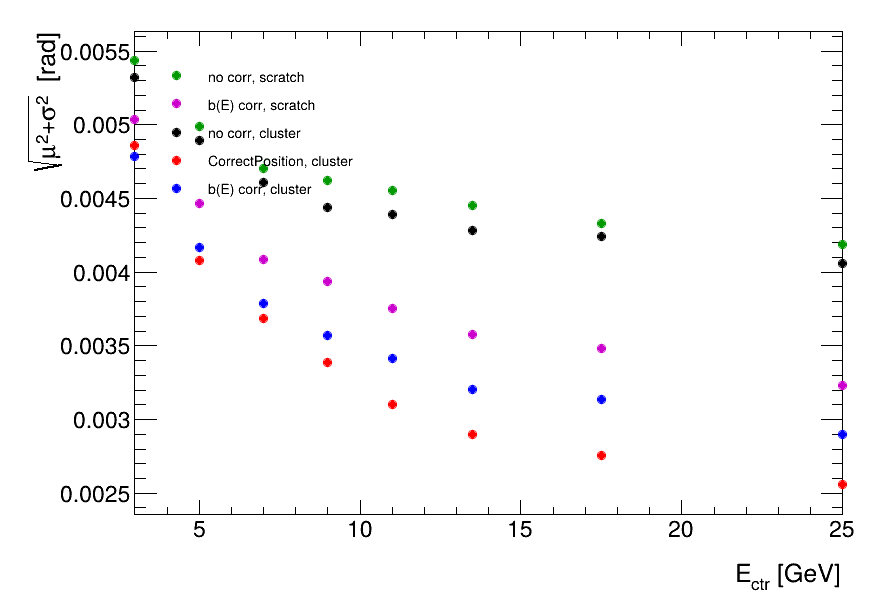 √μ²+σ² [rad]
0.0055
0.005
0.0045
0.004
0.0035
0.003
0.0025
no corr, scratch
b(E) corr, scratch
no corr, cluster
CorrectPosition, cluster
b(E) corr, cluster
5 10 15 20 25
E_ctr [GeV]